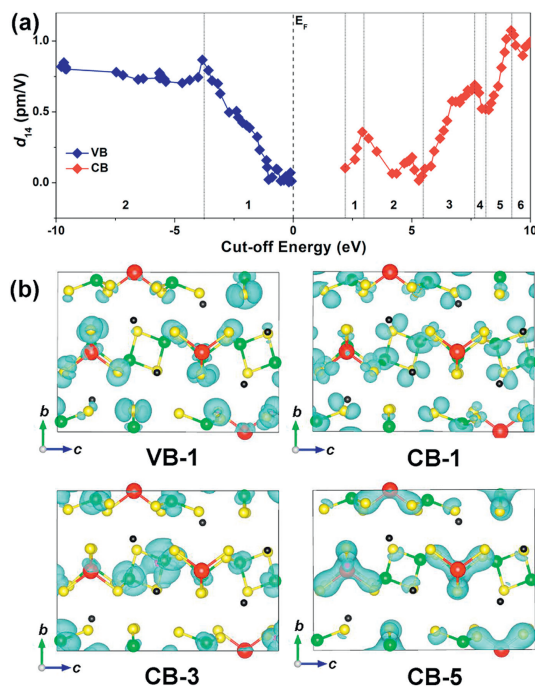 (a)
E_F
1.0
0.5
0.0
d14 (pm/V)
VB
CB
2 1 1 2 3 4 5 6
-10 -5 0 5 10
Cut-off Energy (eV)
(b)
b
c
VB-1
b
c
CB-1
b
c
CB-3
b
c
CB-5